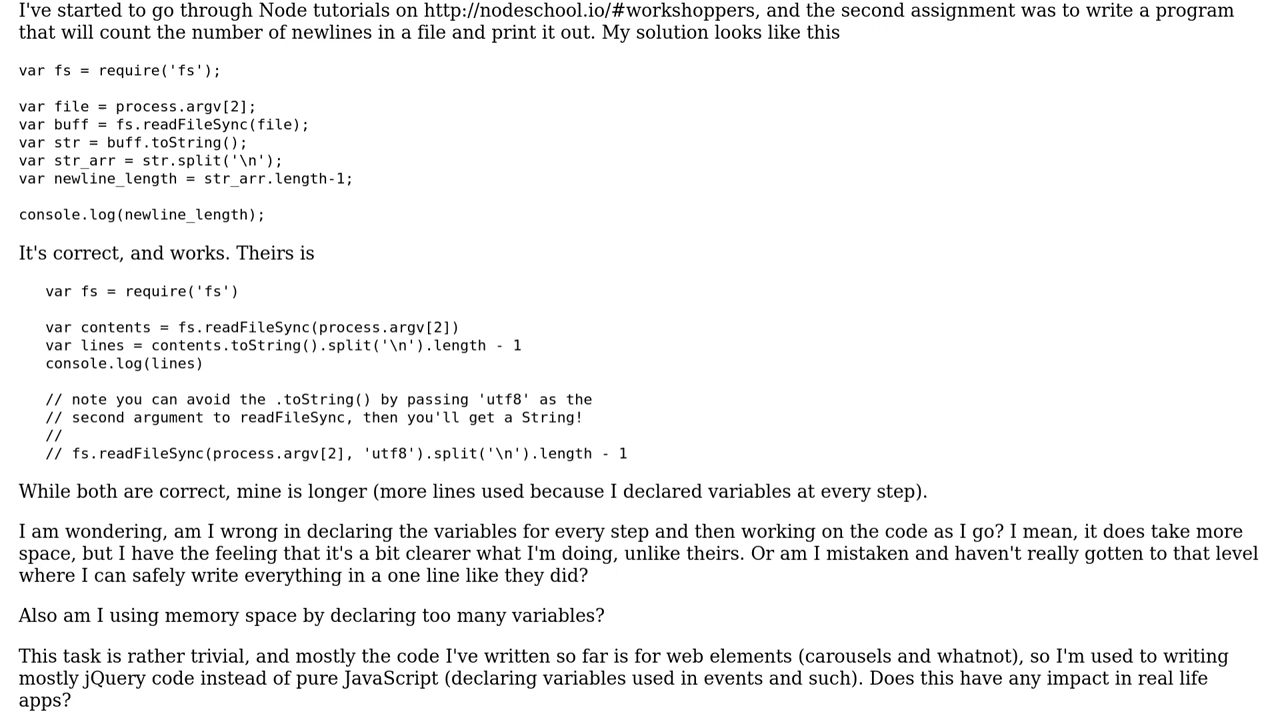 I've started to go through Node tutorials on http://nodeschool.io/#workshoppers, and the second assignment was to write a program
that will count the number of newlines in a file and print it out. My solution looks like this
var fs = require('fs');
var file = process.argv[2];
var buff = fs.readFileSync(file);
var str = buff.toString();
var str_arr = str.split('\n');
var newline_length = str_arr.length-1;
console.log(newline_length);
It's correct, and works. Theirs is
var fs = require('fs')
var contents = fs.readFileSync(process.argv[2])
var lines = contents.toString().split('\n').length - 1
console.log(lines)
// note you can avoid the .toString() by passing 'utf8' as the
// second argument to readFileSync, then you'll get a String!
//
// fs.readFileSync(process.argv[2], 'utf8').split('\n').length - 1
While both are correct, mine is longer (more lines used because I declared variables at every step).
I am wondering, am I wrong in declaring the variables for every step and then working on the code as I go? I mean, it does take more
space, but I have the feeling that it's a bit clearer what I'm doing, unlike theirs. Or am I mistaken and haven't really gotten to that level
where I can safely write everything in a one line like they did?
Also am I using memory space by declaring too many variables?
This task is rather trivial, and mostly the code I've written so far is for web elements (carousels and whatnot), so I'm used to writing
mostly jQuery code instead of pure JavaScript (declaring variables used in events and such). Does this have any impact in real life
apps?